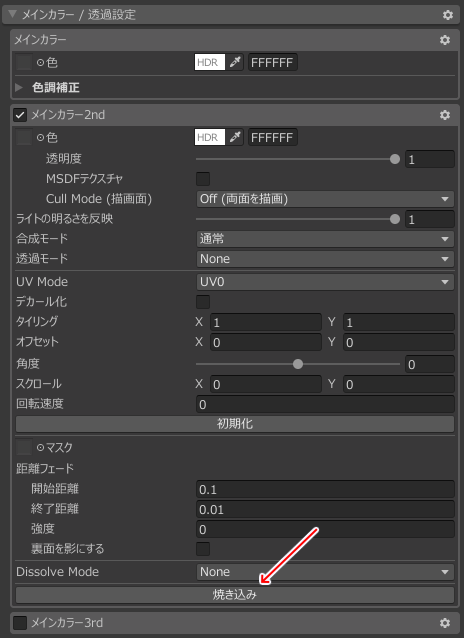 メインカラー / 透過設定
メインカラー
色 HDR FFFFFF
色調補正
メインカラー2nd
色 HDR FFFFFF
透明度 1
MSDFテクスチャ
Cull Mode (描画面) Off (両面を描画)
ライトの明るさを反映 1
合成モード 通常
透過モード None
UV Mode UV0
デカール化
タイリング X 1 Y 1
オフセット X 0 Y 0
角度 0
スクロール X 0 Y 0
回転速度 0
初期化
マスク
距離フェード
開始距離 0.1
終了距離 0.01
強度 0
裏面を影にする
Dissolve Mode None
焼き込み
メインカラー3rd